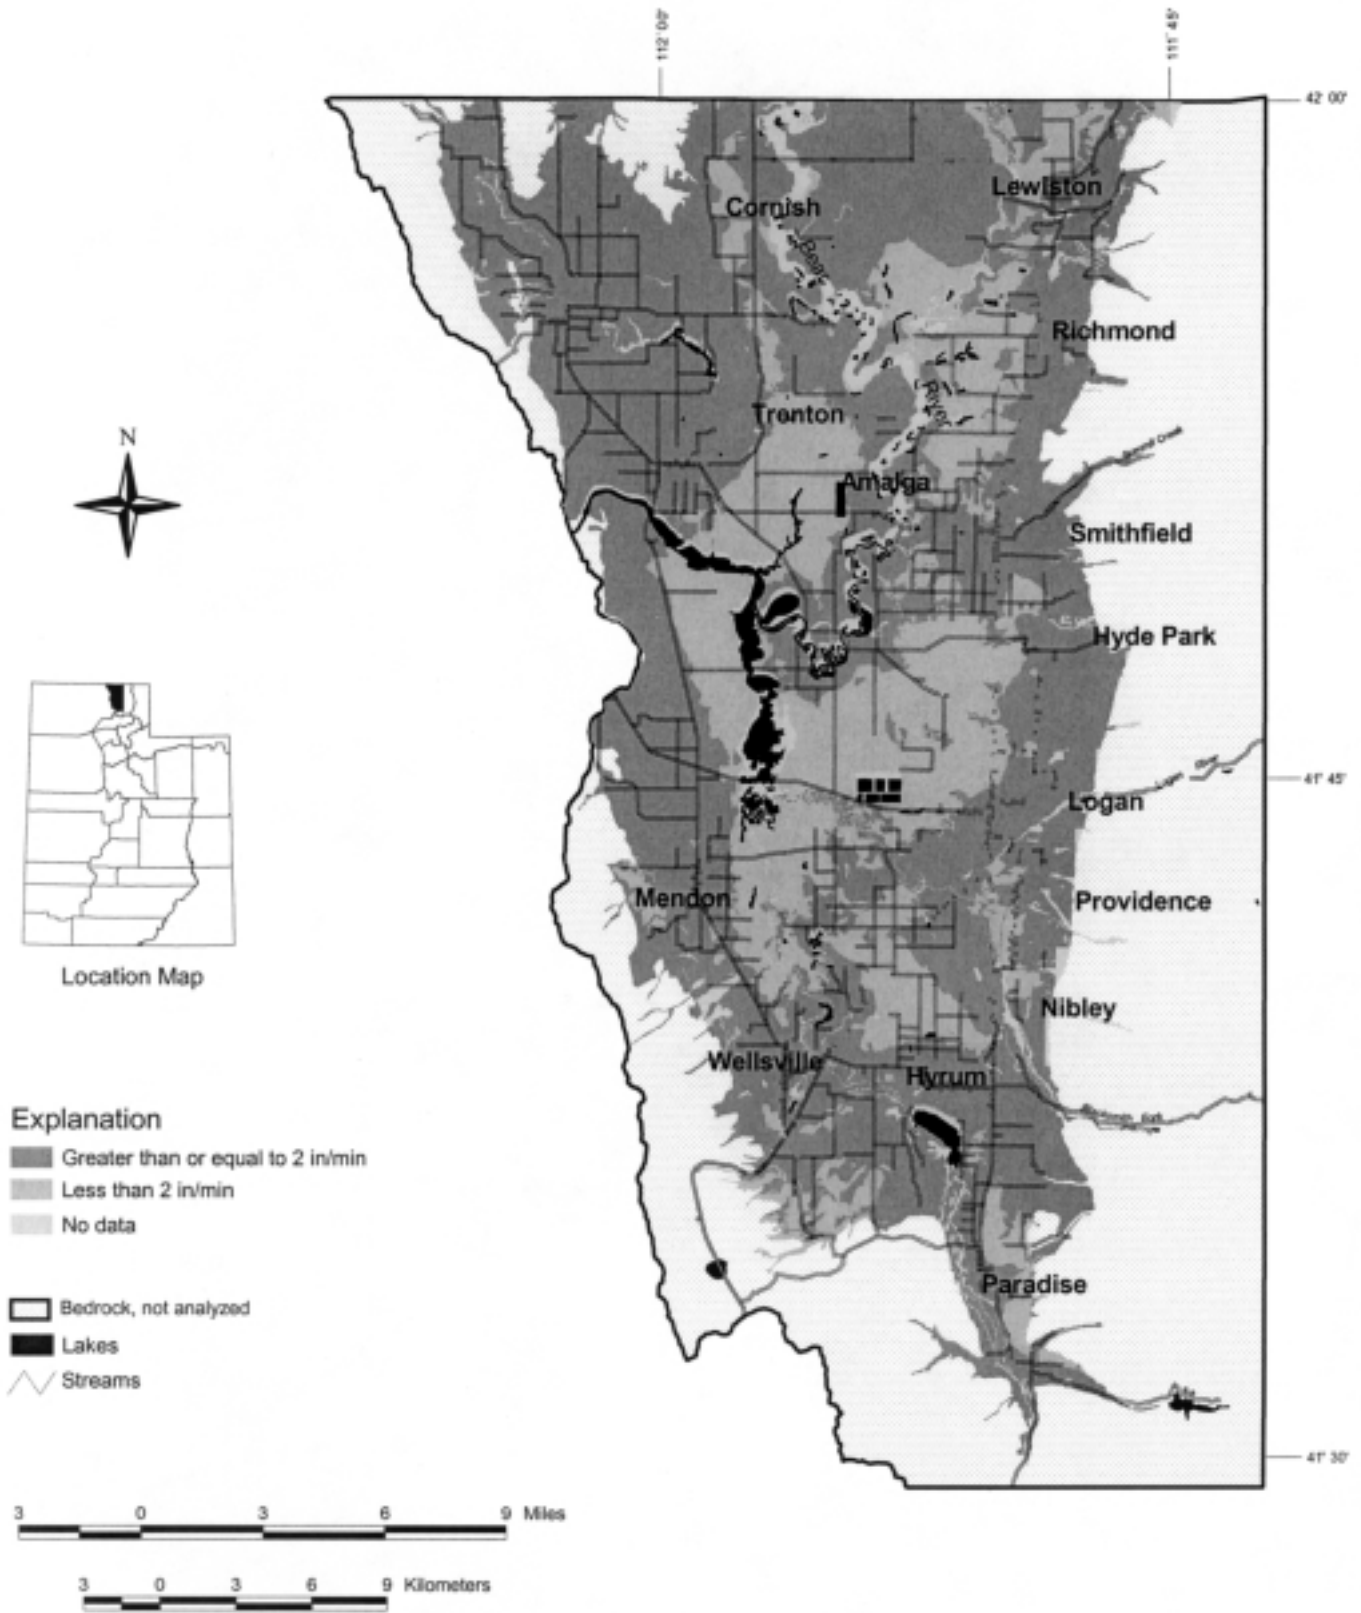 112° 00'
111° 45'
42° 00'
Lewiston
Cornish
Bear
Richmond
River
Trenton
Amalga
N
Smithfield
Hyde Park
41° 45'
Logan River
Logan
Mendon
Providence
Location Map
Nibley
Wellsville
Hyrum
Explanation
Greater than or equal to 2 in/min
Less than 2 in/min
No data
Paradise
Bedrock, not analyzed
Lakes
Streams
41° 30'
3 0 3 6 9 Miles
3 0 3 6 9 Kilometers